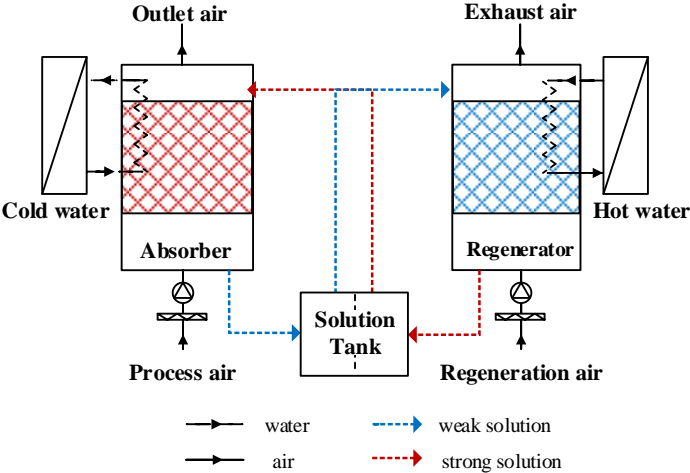 Outlet air
Exhaust air
Cold water
Hot water
Absorber
Regenerator
Solution
Tank
Process air
Regeneration air
water
weak solution
air
strong solution